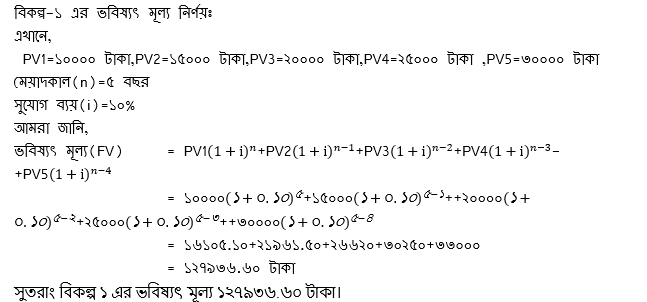 বিকল্প-১ এর ভবিষ্যৎ মূল্য নির্ণয়ঃ
এখানে,
PV1=১০০০০ টাকা,PV2=১৫০০০ টাকা,PV3=২০০০০ টাকা,PV4=২৫০০০ টাকা ,PV5=৩০০০০ টাকা
মেয়াদকাল(n)=৫ বছর
সুযোগ ব্যয়(i)=১০%
আমরা জানি,
ভবিষ্যৎ মূল্য(FV) = PV1(1 + i)ⁿ+PV2(1 + i)ⁿ⁻¹+PV3(1 + i)ⁿ⁻²+PV4(1 + i)ⁿ⁻³–
+PV5(1 + i)ⁿ⁻⁴
= ১০০০০(১ + ০.১০)^৫+১৫০০০(১ + ০.১০)^৫−১++২০০০০(১ +
০.১০)^৫−২+২৫০০০(১ + ০.১০)^৫−৩++৩০০০০(১ + ০.১০)^৫−৪
= ১৬১০৫.১০+২১৯৬১.৫০+২৬৬২০+৩০২৫০+৩৩০০০
= ১২৭৯৩৬.৬০ টাকা
সুতরাং বিকল্প ১ এর ভবিষ্যৎ মূল্য ১২৭৯৩৬.৬০ টাকা।